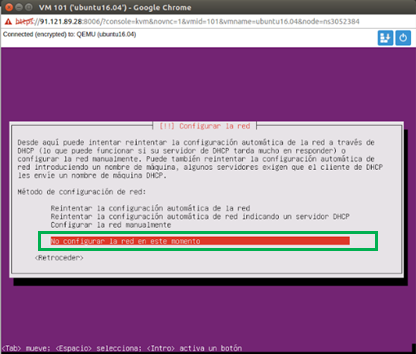 VM 101 ('ubuntu16.04') - Google Chrome
https://91.121.89.28:8006/?console=kvm&novnc=1&vmid=101&vmname=ubuntu16.04&node=ns3052384
Connected (encrypted) to: QEMU (ubuntu16.04)
[!!] Configurar la red
Desde aquí puede intentar reintentar la configuración automática de la red a través de
DHCP (lo que puede funcionar si su servidor de DHCP tarda mucho en responder) o
configurar la red manualmente. Puede también reintentar la configuración automática de
red introduciendo un nombre de máquina, algunos servidores exigen que el cliente de DHCP
les envíe un nombre de máquina DHCP.
Método de configuración de red:
Reintentar la configuración automática de la red
Reintentar la configuración automática de red indicando un servidor DHCP
Configurar la red manualmente
No configurar la red en este momento
<Retroceder>
<Tab> mueve; <Espacio> selecciona; <Intro> activa un botón